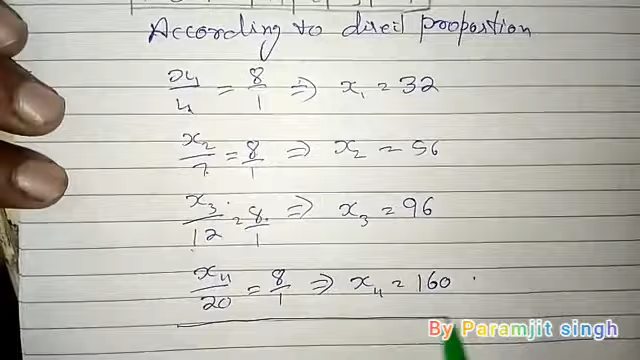 According to direct proportion
x₁/4 = 8/1 ⇒ x₁ = 32
x₂/7 = 8/1 ⇒ x₂ = 56
x₃/12 = 8/1 ⇒ x₃ = 96
x₄/20 = 8/1 ⇒ x₄ = 160
By Paramjit singh